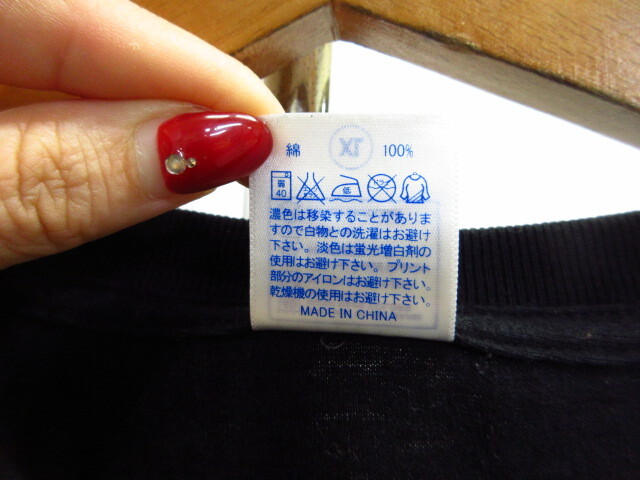 綿 100%
弱 40 低
濃色は移染することがありま
すので白物との洗濯はお避け
下さい。淡色は蛍光増白剤の
使用はお避け下さい。プリント
部分のアイロンはお避け下さい。
乾燥機の使用はお避け下さい。
MADE IN CHINA